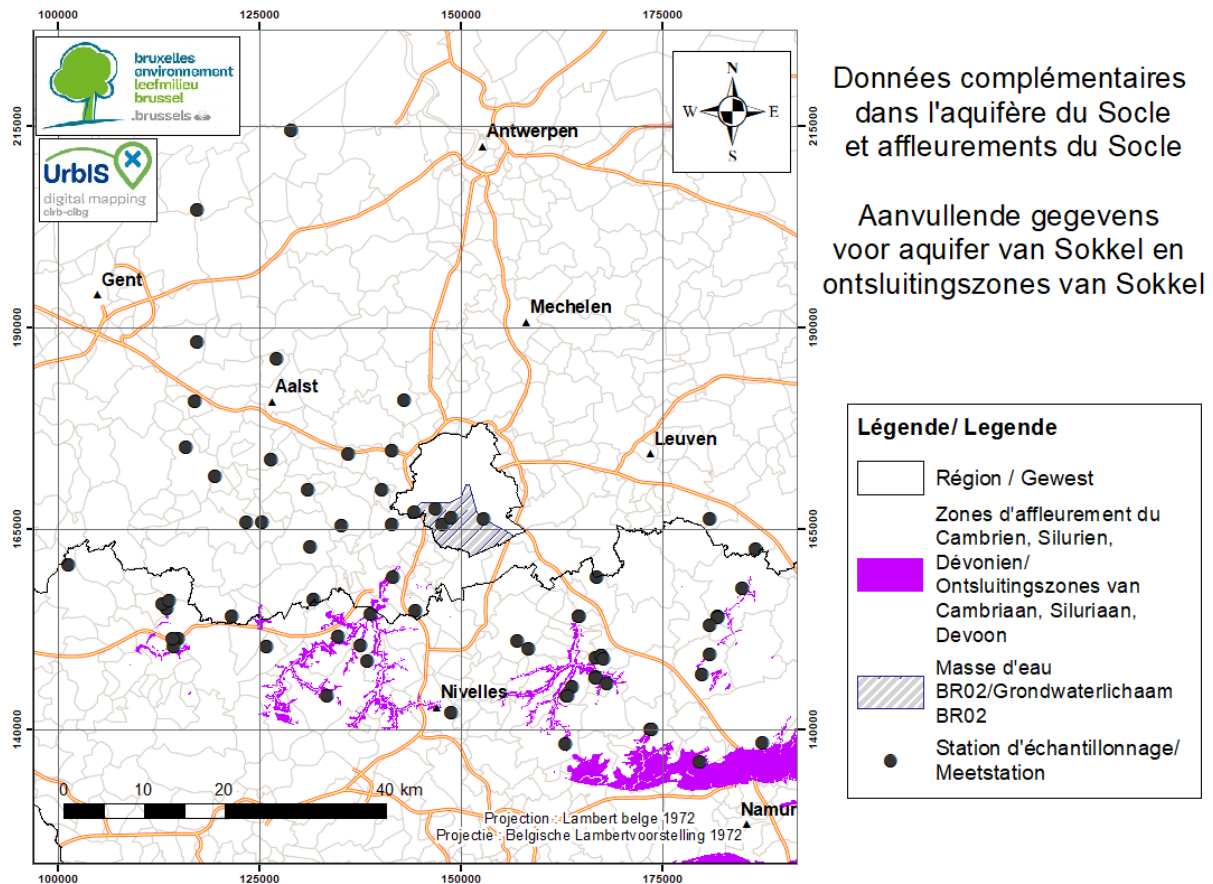 100000 125000 150000 175000
bruxelles
environnement
leefmilieu
brussel
.brussels
UrbIS
digital mapping
cirb-cibg
N
W E
S
Données complémentaires
dans l'aquifère du Socle
et affleurements du Socle
Aanvullende gegevens
voor aquifer van Sokkel en
ontsluitingszones van Sokkel
215000 215000
Antwerpen
Gent
Mechelen
190000 190000
Aalst
Leuven
165000 165000
Nivelles
140000 140000
Namur
0 10 20 40 km
Projection : Lambert belge 1972
Projectie : Belgische Lambertvoorstelling 1972
100000 125000 150000 175000
Légende/ Legende
Région / Gewest
Zones d'affleurement du
Cambrien, Silurien,
Dévonien/
Ontsluitingszones van
Cambriaan, Siluriaan,
Devoon
Masse d'eau
BR02/Grondwaterlichaam
BR02
Station d'échantillonnage/
Meetstation